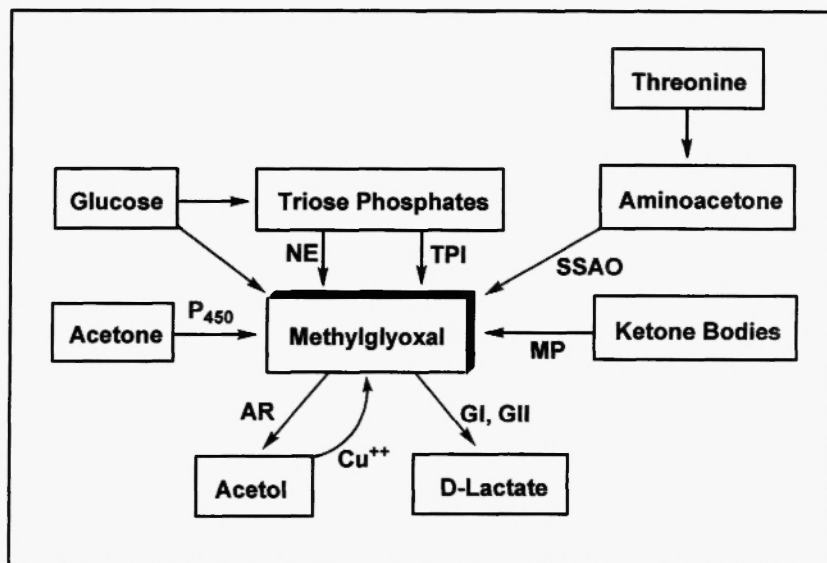 Threonine
Glucose
Triose Phosphates
Aminoacetone
NE
TPI
SSAO
Acetone
P450
Methylglyoxal
MP
Ketone Bodies
AR
Cu++
GI, GII
Acetol
D-Lactate